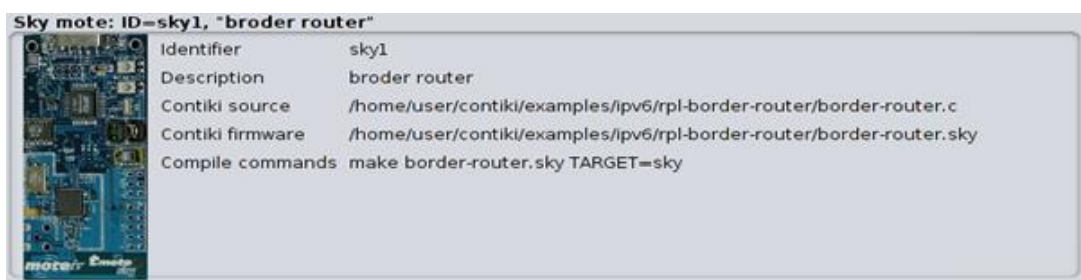 Sky mote: ID=sky1, "broder router"
Identifier sky1
Description broder router
Contiki source /home/user/contiki/examples/ipv6/rpl-border-router/border-router.c
Contiki firmware /home/user/contiki/examples/ipv6/rpl-border-router/border-router.sky
Compile commands make border-router.sky TARGET=sky
moteiv tmote